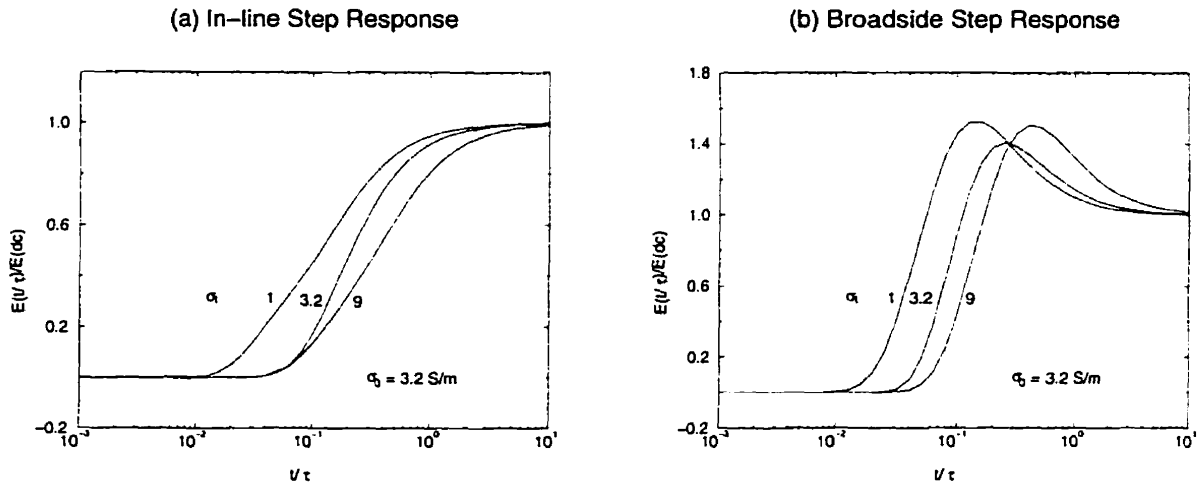 (a) In–line Step Response
1.0
0.6
0.2
−0.2
E(t/τ)/E(dc)
σ₁ 1 3.2 9
σ₀ = 3.2 S/m
10⁻³ 10⁻² 10⁻¹ 10⁰ 10¹
t/τ
(b) Broadside Step Response
1.8
1.4
1.0
0.6
0.2
−0.2
E(t/τ)/E(dc)
σ₁ 1 3.2 9
σ₀ = 3.2 S/m
10⁻³ 10⁻² 10⁻¹ 10⁰ 10¹
t/τ